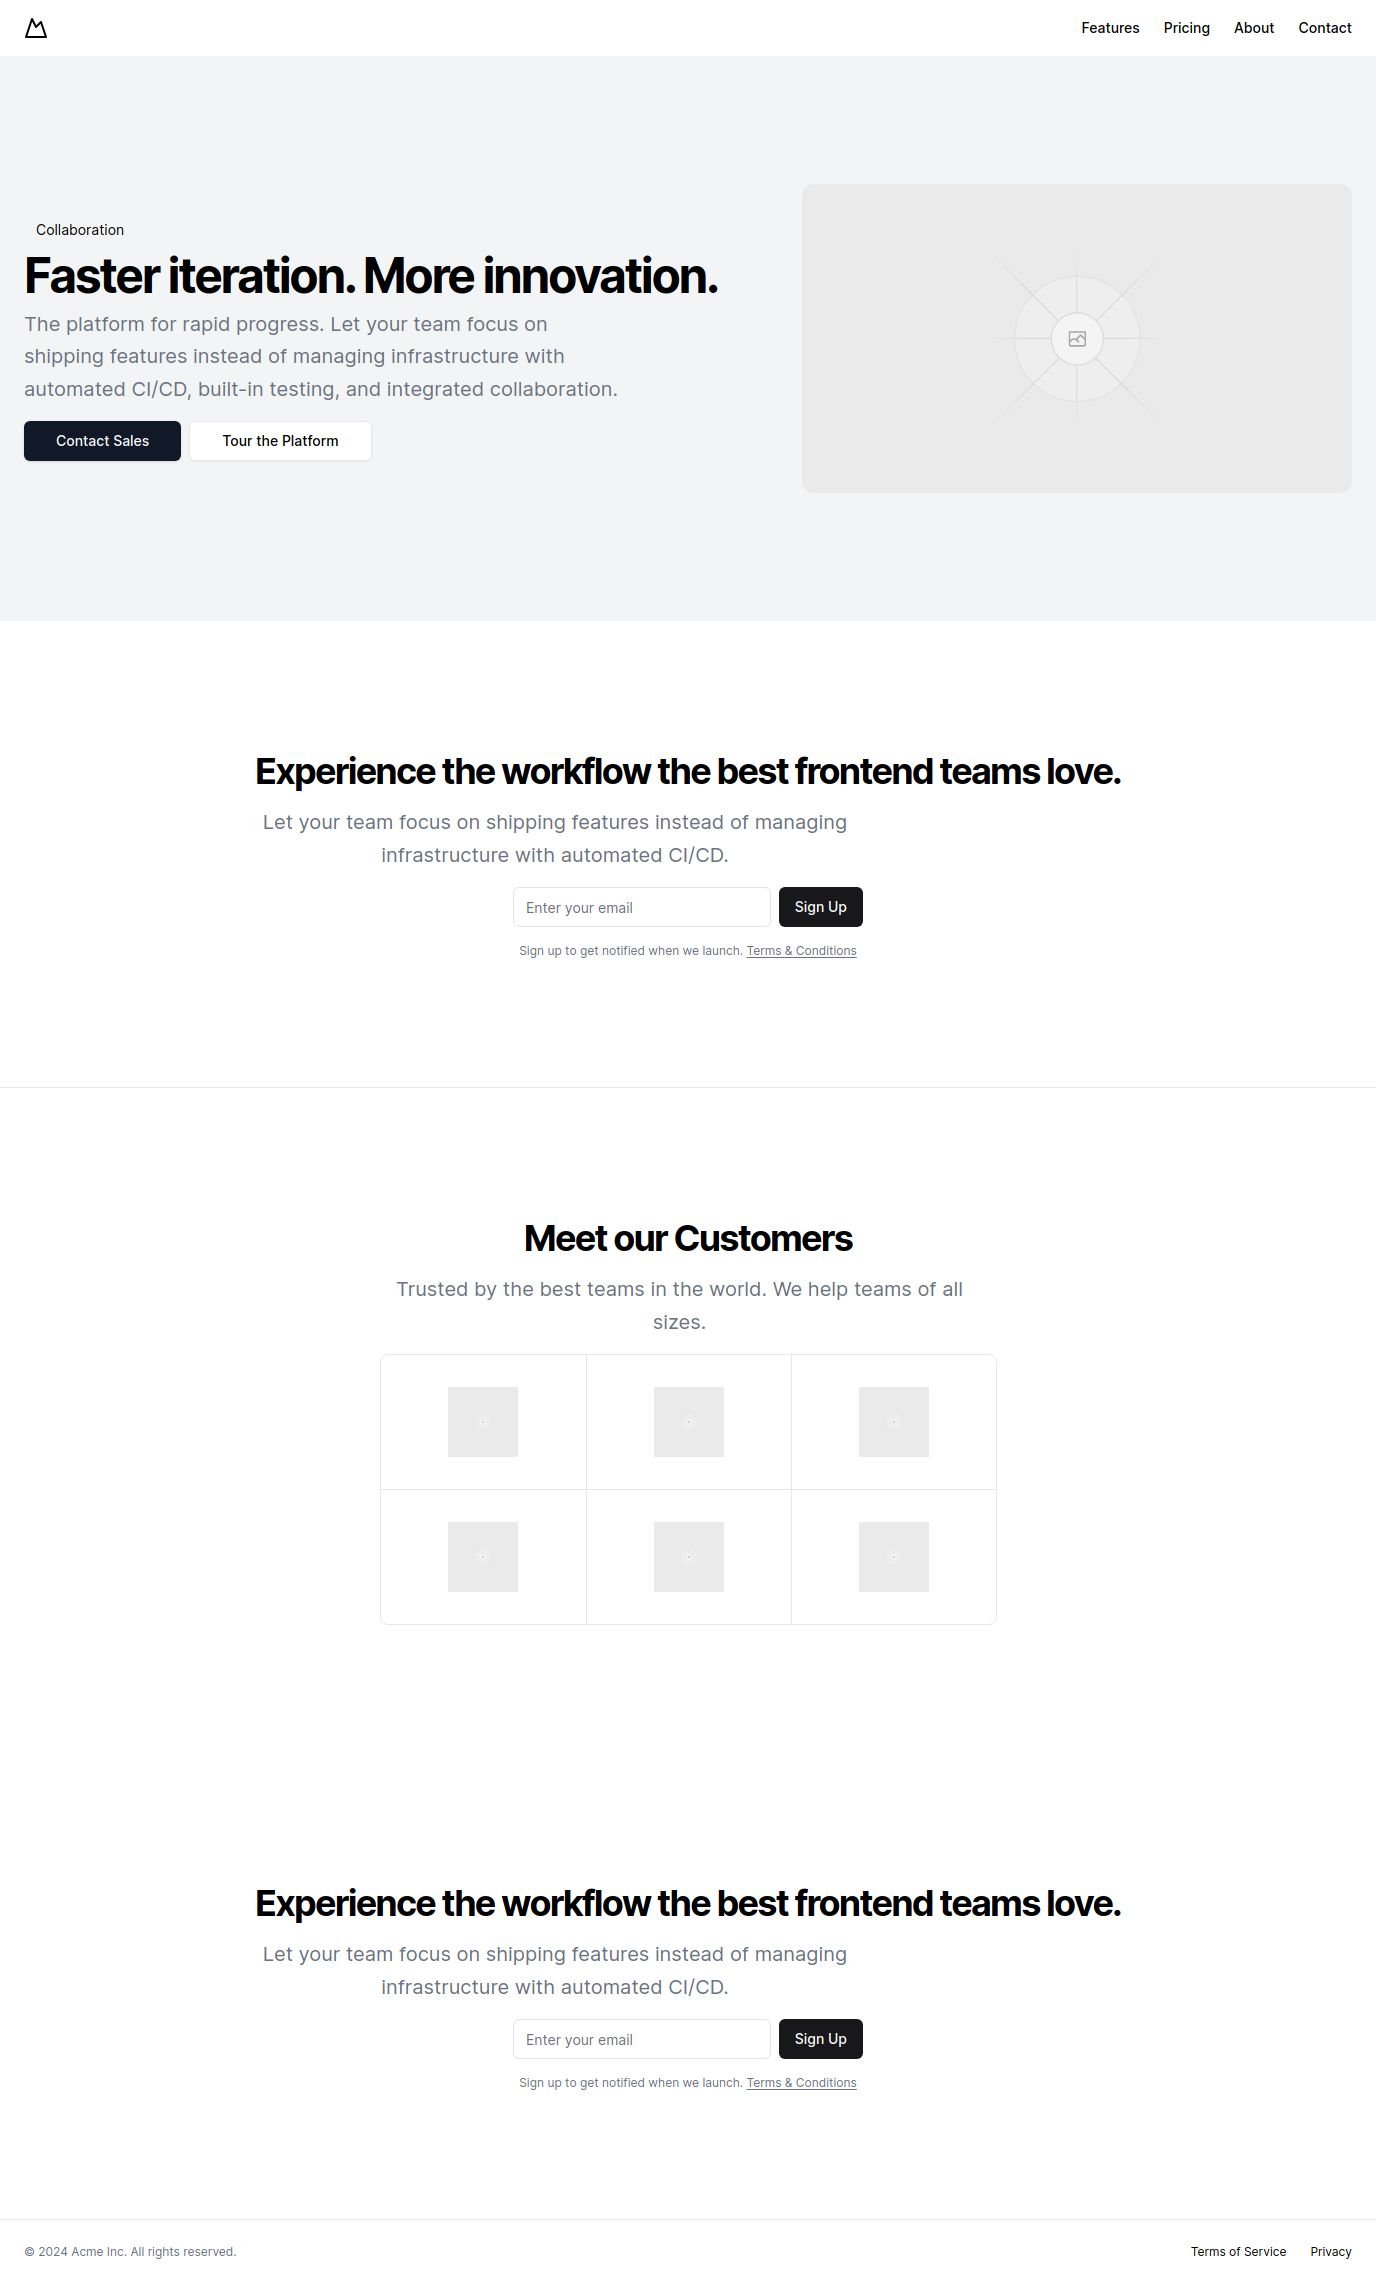 Features Pricing About Contact
Collaboration
Faster iteration. More innovation.
The platform for rapid progress. Let your team focus on
shipping features instead of managing infrastructure with
automated CI/CD, built-in testing, and integrated collaboration.
Contact Sales Tour the Platform
Experience the workflow the best frontend teams love.
Let your team focus on shipping features instead of managing
infrastructure with automated CI/CD.
Enter your email Sign Up
Sign up to get notified when we launch. Terms & Conditions
Meet our Customers
Trusted by the best teams in the world. We help teams of all
sizes.
Experience the workflow the best frontend teams love.
Let your team focus on shipping features instead of managing
infrastructure with automated CI/CD.
Enter your email Sign Up
Sign up to get notified when we launch. Terms & Conditions
© 2024 Acme Inc. All rights reserved. Terms of Service Privacy